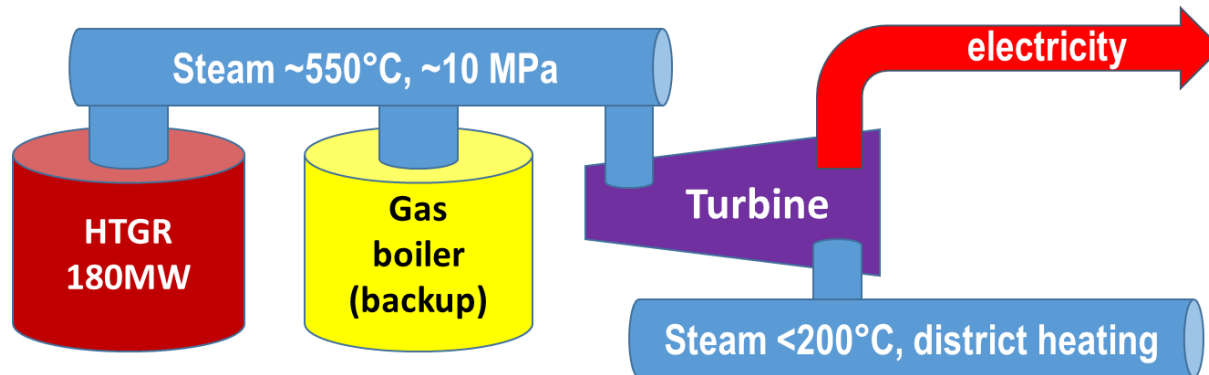 Steam ~550°C, ~10 MPa
electricity
HTGR
180MW
Gas
boiler
(backup)
Turbine
Steam <200°C, district heating